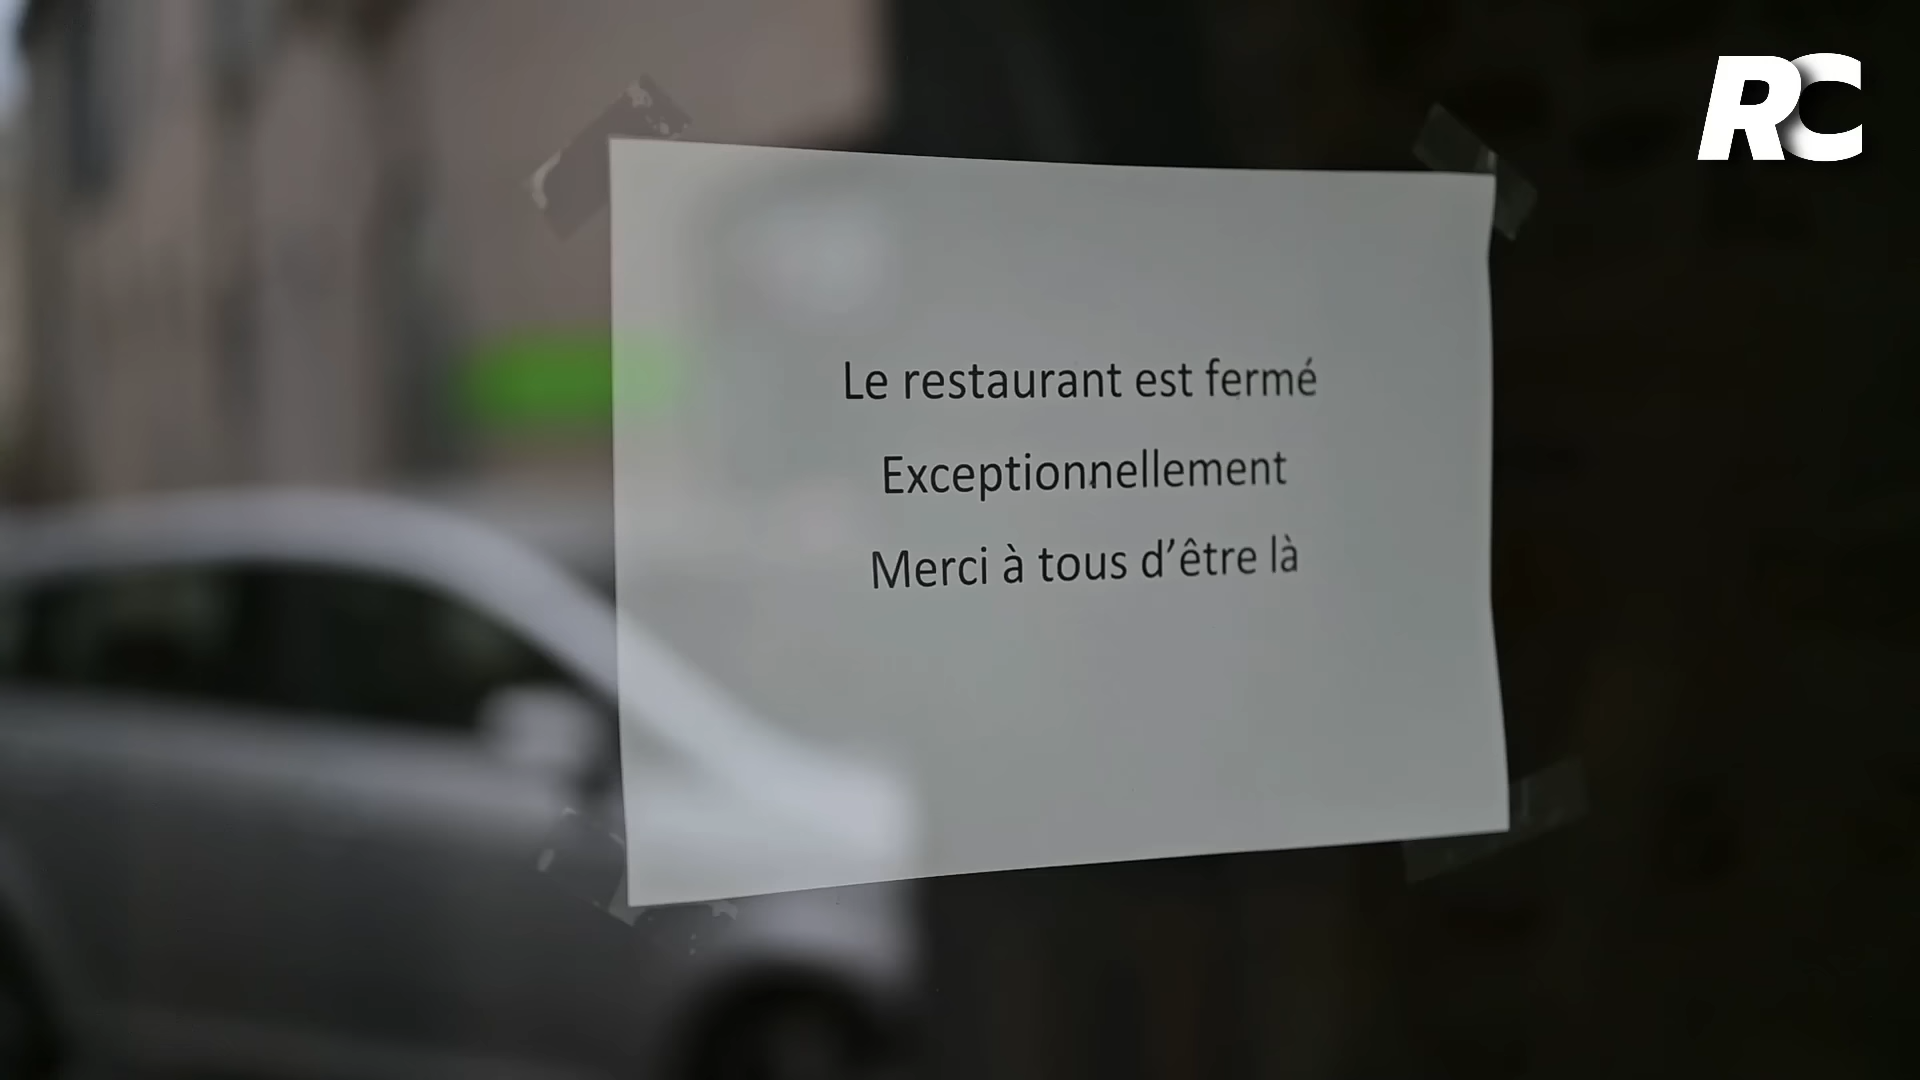 RC
Le restaurant est fermé
Exceptionnellement
Merci à tous d’être là